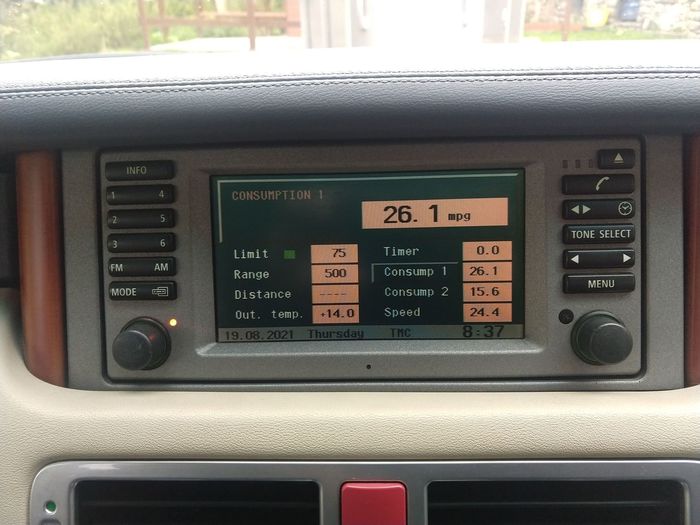 INFO
1 4
2 5
3 6
FM AM
MODE
CONSUMPTION 1
26.1 mpg
Limit 75
Range 500
Distance ----
Out. temp. +14.0
Timer 0.0
Consump 1 26.1
Consump 2 15.6
Speed 24.4
19.08.2021 Thursday TMC 8:37
TONE SELECT
MENU